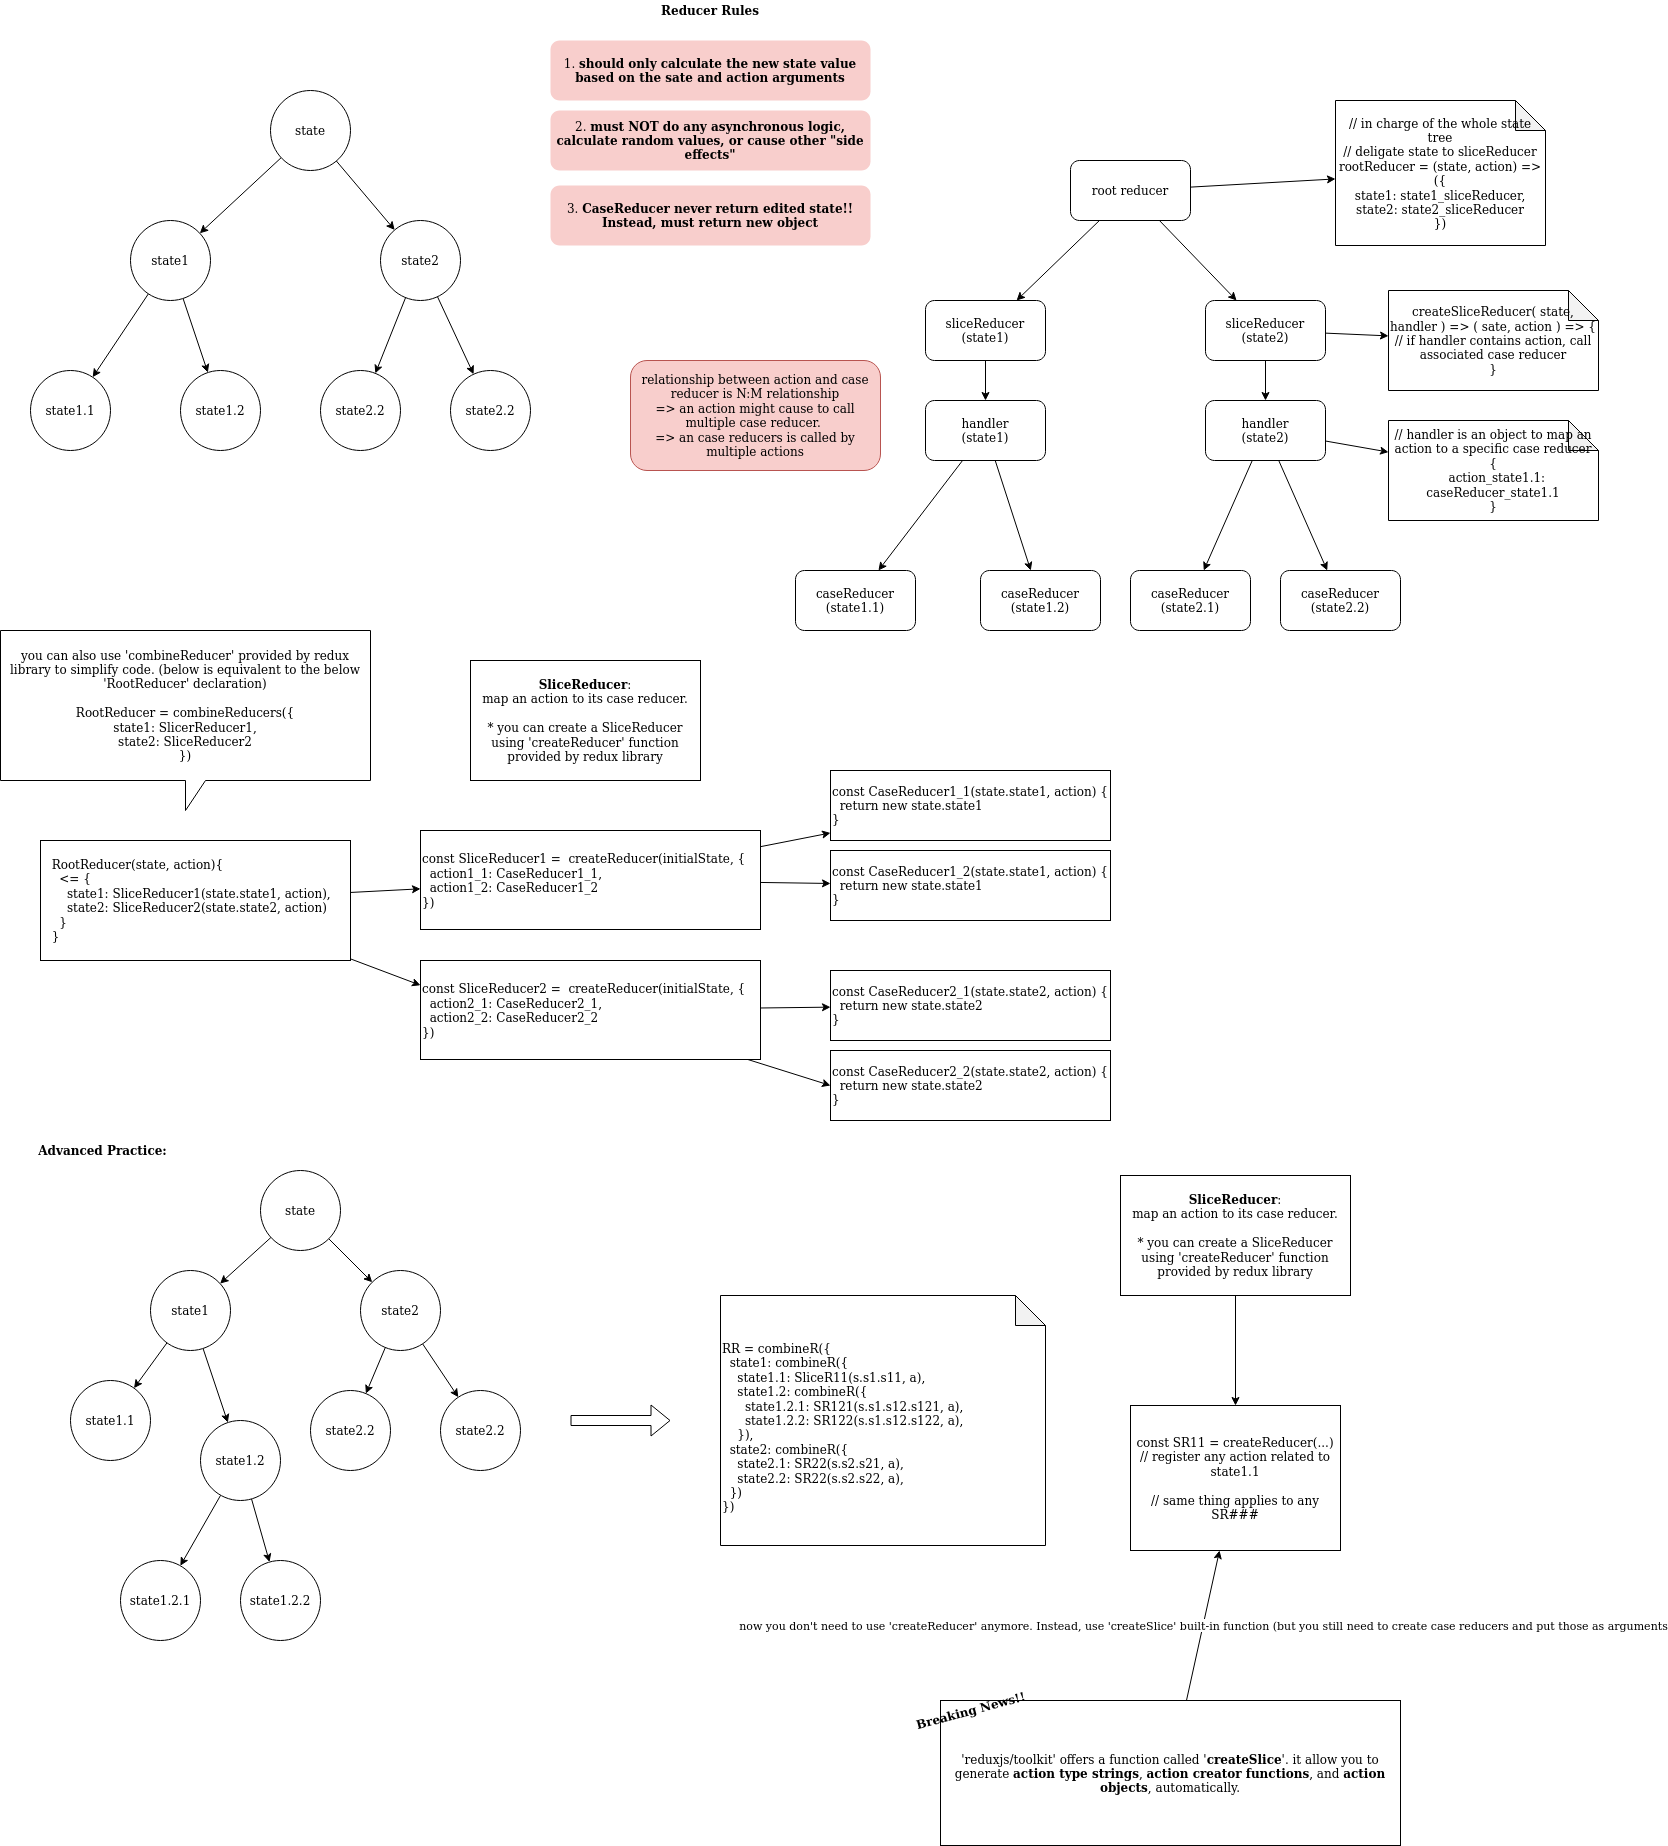 Reducer Rules
1. should only calculate the new state value
based on the sate and action arguments
2. must NOT do any asynchronous logic,
calculate random values, or cause other "side
effects"
3. CaseReducer never return edited state!!
Instead, must return new object
state
state1
state2
state1.1
state1.2
state2.2
state2.2
relationship between action and case
reducer is N:M relationship
=> an action might cause to call
multiple case reducer.
=> an case reducers is called by
multiple actions
root reducer
// in charge of the whole state
tree
// deligate state to sliceReducer
rootReducer = (state, action) =>
({
state1: state1_sliceReducer,
state2: state2_sliceReducer
})
sliceReducer
(state1)
sliceReducer
(state2)
createSliceReducer( state,
handler ) => ( sate, action ) => {
// if handler contains action, call
associated case reducer
}
handler
(state1)
handler
(state2)
// handler is an object to map an
action to a specific case reducer
{
action_state1.1:
caseReducer_state1.1
}
caseReducer
(state1.1)
caseReducer
(state1.2)
caseReducer
(state2.1)
caseReducer
(state2.2)
you can also use 'combineReducer' provided by redux
library to simplify code. (below is equivalent to the below
'RootReducer' declaration)
RootReducer = combineReducers({
state1: SlicerReducer1,
state2: SliceReducer2
})
SliceReducer:
map an action to its case reducer.
* you can create a SliceReducer
using 'createReducer' function
provided by redux library
RootReducer(state, action){
<= {
state1: SliceReducer1(state.state1, action),
state2: SliceReducer2(state.state2, action)
}
}
const SliceReducer1 =  createReducer(initialState, {
action1_1: CaseReducer1_1,
action1_2: CaseReducer1_2
})
const SliceReducer2 =  createReducer(initialState, {
action2_1: CaseReducer2_1,
action2_2: CaseReducer2_2
})
const CaseReducer1_1(state.state1, action) {
return new state.state1
}
const CaseReducer1_2(state.state1, action) {
return new state.state1
}
const CaseReducer2_1(state.state2, action) {
return new state.state2
}
const CaseReducer2_2(state.state2, action) {
return new state.state2
}
Advanced Practice:
state
state1
state2
state1.1
state1.2
state2.2
state2.2
state1.2.1
state1.2.2
RR = combineR({
state1: combineR({
state1.1: SliceR11(s.s1.s11, a),
state1.2: combineR({
state1.2.1: SR121(s.s1.s12.s121, a),
state1.2.2: SR122(s.s1.s12.s122, a),
}),
state2: combineR({
state2.1: SR22(s.s2.s21, a),
state2.2: SR22(s.s2.s22, a),
})
})
SliceReducer:
map an action to its case reducer.
* you can create a SliceReducer
using 'createReducer' function
provided by redux library
const SR11 = createReducer(...)
// register any action related to
state1.1
// same thing applies to any
SR###
now you don't need to use 'createReducer' anymore. Instead, use 'createSlice' built-in function (but you still need to create case reducers and put those as arguments
Breaking News!!
'reduxjs/toolkit' offers a function called 'createSlice'. it allow you to
generate action type strings, action creator functions, and action
objects, automatically.